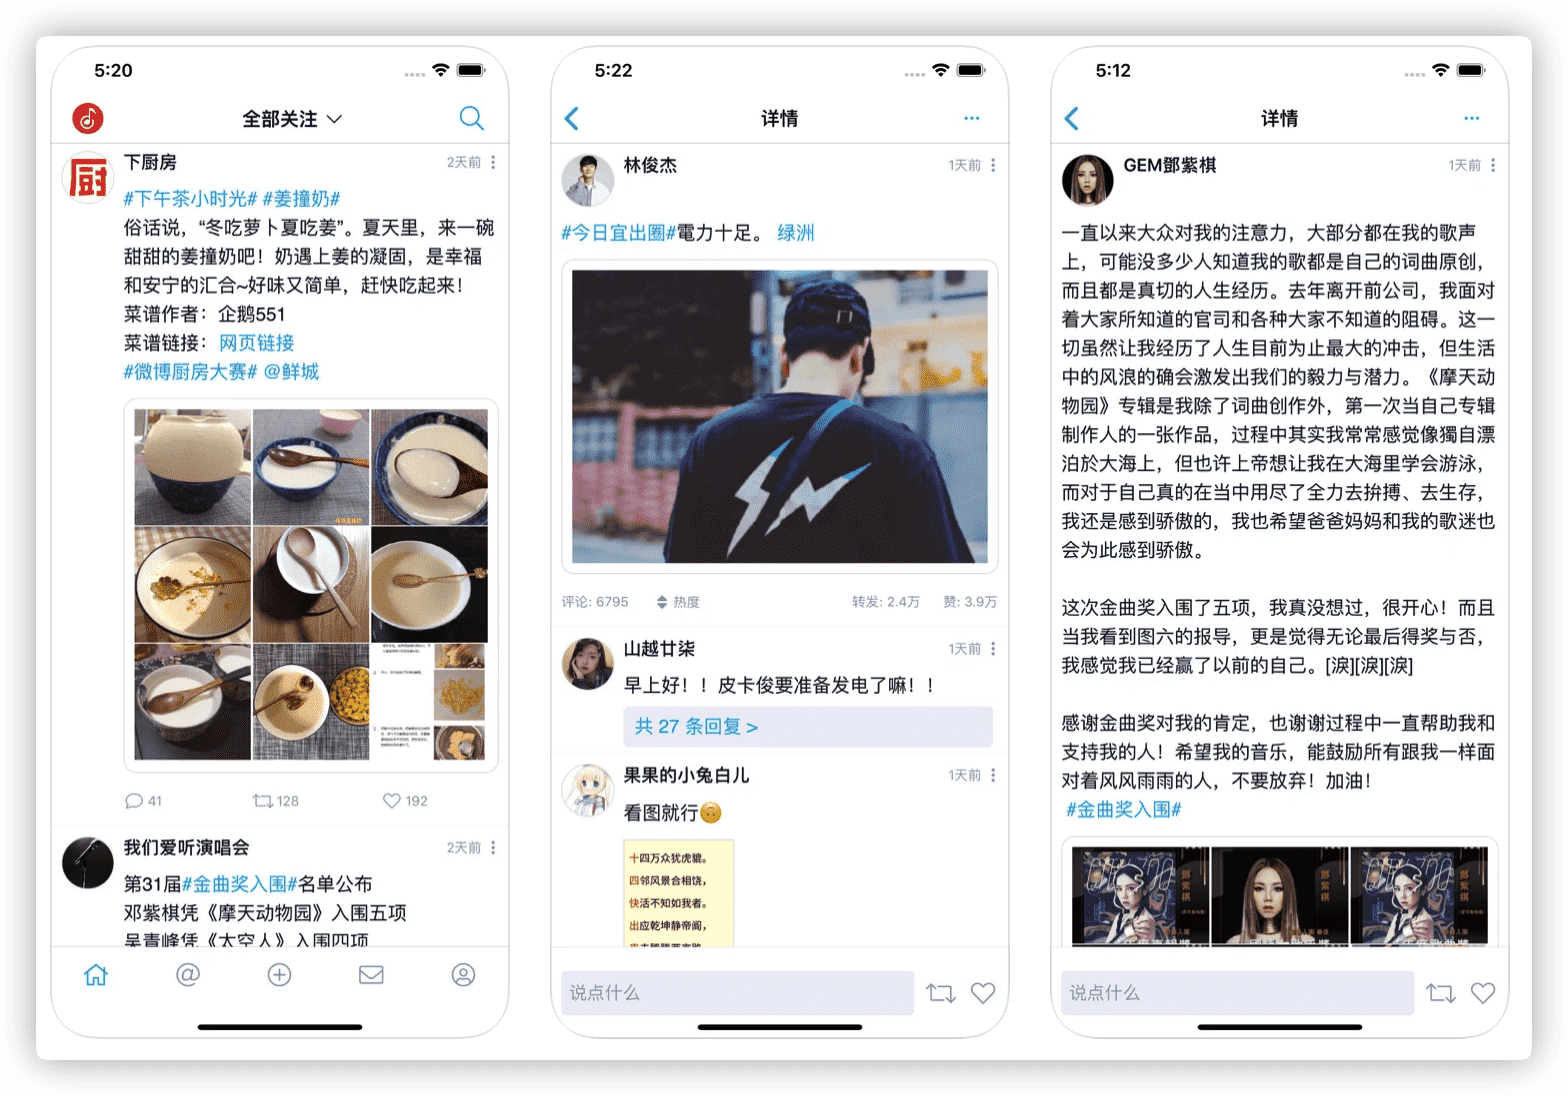 5:20
全部关注
厨
下厨房
2天前
#下午茶小时光# #姜撞奶#
俗话说，“冬吃萝卜夏吃姜”。夏天里，来一碗
甜甜的姜撞奶吧！奶遇上姜的凝固，是幸福
和安宁的汇合~好味又简单，赶快吃起来！
菜谱作者：企鹅551
菜谱链接：网页链接
#微博厨房大赛# @鲜城
41
128
192
我们爱听演唱会
2天前
第31届#金曲奖入围#名单公布
邓紫棋凭《摩天动物园》入围五项
吴青峰凭《太空人》入围四项
5:22
详情
林俊杰
1天前
#今日宜出圈#電力十足。 绿洲
评论: 6795
热度
转发: 2.4万
赞: 3.9万
山越廿柒
1天前
早上好！！皮卡俊要准备发电了嘛！！
共 27 条回复 >
果果的小兔白儿
1天前
看图就行
十四万众犹虎貔。
四邻风景合相饶，
快活不知如我者。
出应乾坤静帝阍，
说点什么
5:12
详情
GEM鄧紫棋
1天前
一直以来大众对我的注意力，大部分都在我的歌声
上，可能没多少人知道我的歌都是自己的词曲原创，
而且都是真切的人生经历。去年离开前公司，我面对
着大家所知道的官司和各种大家不知道的阻碍。这一
切虽然让我经历了人生目前为止最大的冲击，但生活
中的风浪的确会激发出我们的毅力与潜力。《摩天动
物园》专辑是我除了词曲创作外，第一次当自己专辑
制作人的一张作品，过程中其实我常常感觉像獨自漂
泊於大海上，但也许上帝想让我在大海里学会游泳，
而对于自己真的在当中用尽了全力去拚搏、去生存，
我还是感到骄傲的，我也希望爸爸妈妈和我的歌迷也
会为此感到骄傲。
这次金曲奖入围了五项，我真没想过，很开心！而且
当我看到图六的报导，更是觉得无论最后得奖与否，
我感觉我已经赢了以前的自己。[淚][淚][淚]
感谢金曲奖对我的肯定，也谢谢过程中一直帮助我和
支持我的人！希望我的音乐，能鼓励所有跟我一样面
对着风风雨雨的人，不要放弃！加油！
#金曲奖入围#
鄧紫棋
鄧紫棋
鄧紫棋
说点什么